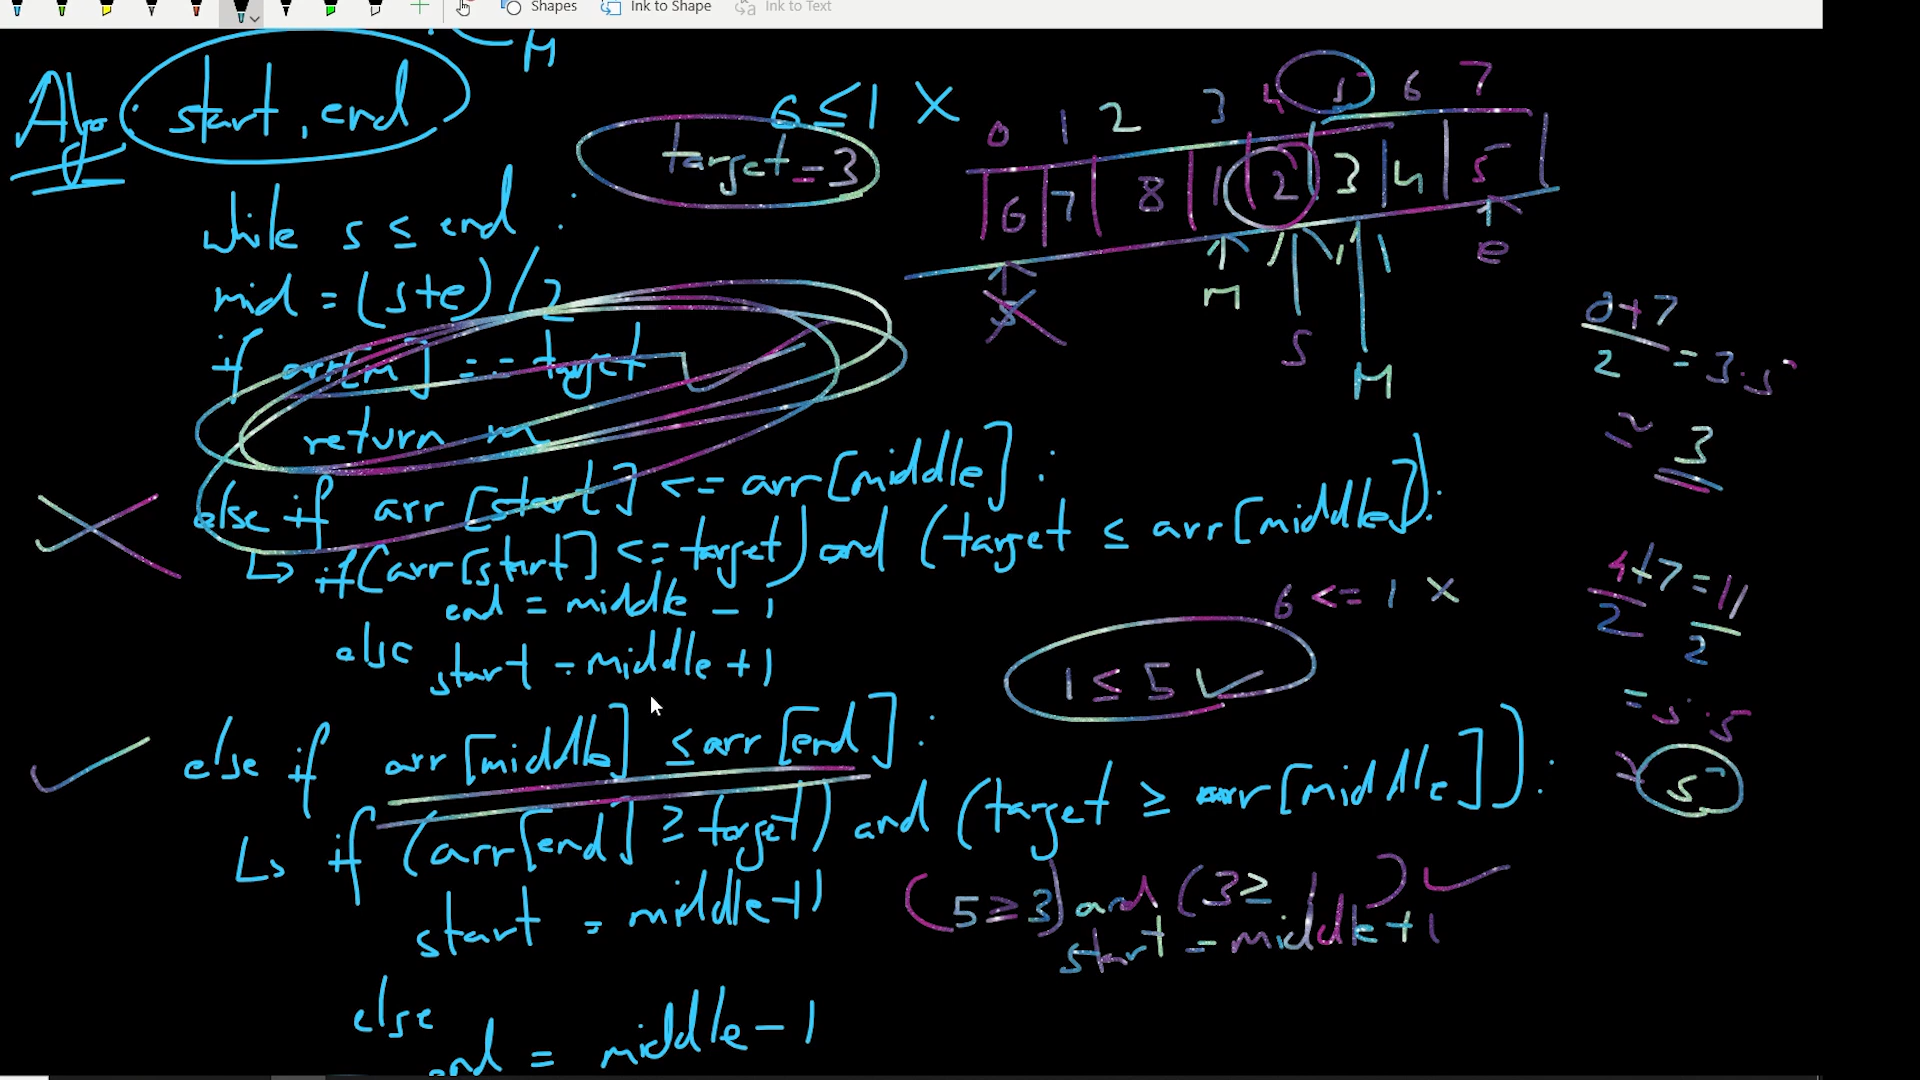 Shapes
Ink to Shape
Ink to Text
M
Algo: start, end
6 ≤ 1 X
target = 3
0 1 2 3 4 5 6 7
6 7 8 1 2 3 4 5
while s ≤ end :
mid = (s+e)/2
if arr[m] == target
return m
S
M
S
M
e
0+7
2
= 3.5
≈ 3
else if arr [start] <= arr[middle] :
↳ if(arr[start] <= target) and (target ≤ arr[middle]):
end = middle - 1
else start = middle + 1
6 <= 1 X
1 ≤ 5 ✓
4+7 = 11
2 2
= 5.5
≈ 5
else if arr[middle] ≤ arr[end] :
↳ if (arr[end] ≥ target) and (target ≥ arr[middle]):
start = middle+1
(5 ≥ 3) and (3 ≥ 1) ✓
start = middle + 1
else
end = middle - 1